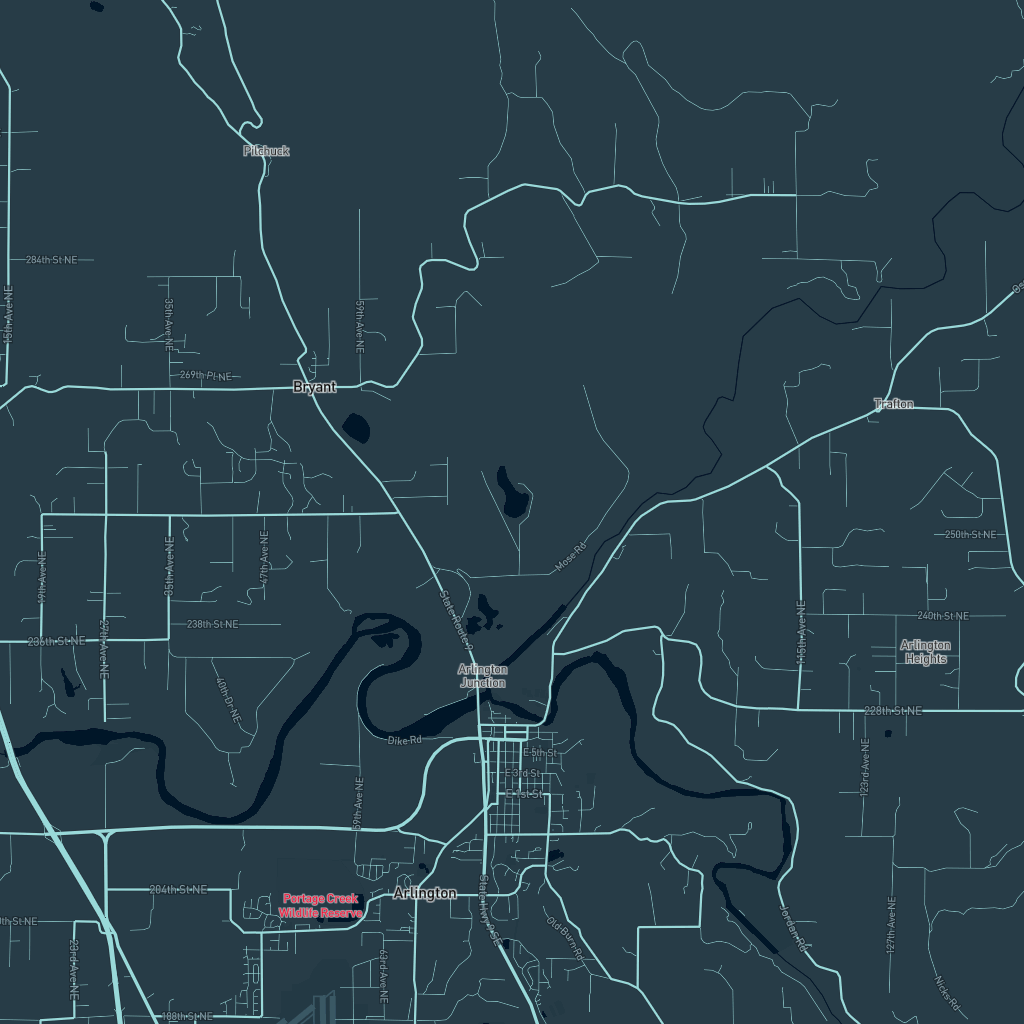 Pilchuck
284th St NE
15th Ave NE
35th Ave NE
59th Ave NE
269th Pl NE
Bryant
Trafton
250th St NE
Mose Rd
47th Ave NE
35th Ave NE
19th Ave NE
State Route 9
240th St NE
115th Ave NE
238th St NE
236th St NE
27th Ave NE
Arlington
Heights
Arlington
Junction
40th Dr NE
228th St NE
Dike Rd
E 5th St
E 3rd St
E 1st St
123rd Ave NE
59th Ave NE
204th St NE
Arlington
Portage Creek
Wildlife Reserve
State Hwy 9 SE
Old Burn Rd
Jordan Rd
127th Ave NE
23rd Ave NE
63rd Ave NE
Nicks Rd
188th St NE